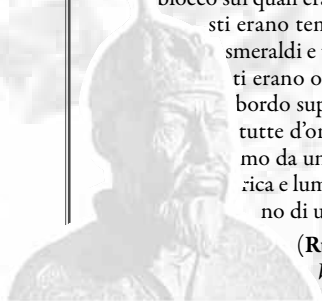 blocco sui quali era
sti erano tem
smeraldi e
ti erano o
bordo sup
tutte d'or
mo da un
rica e lum
no di u
(R